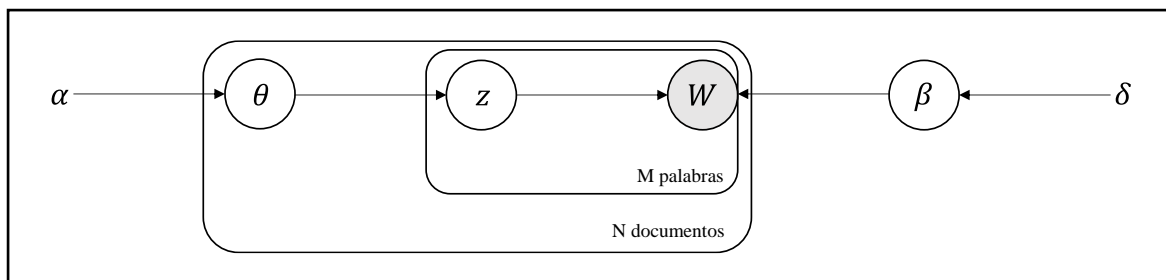 α θ z W β δ
M palabras
N documentos